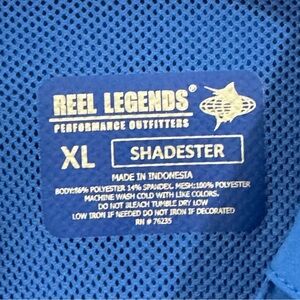 REEL LEGENDS®
PERFORMANCE OUTFITTERS
XL SHADESTER
MADE IN INDONESIA
BODY:86% POLYESTER 14% SPANDEX. MESH:100% POLYESTER
MACHINE WASH COLD WITH LIKE COLORS.
DO NOT BLEACH TUMBLE DRY LOW
LOW IRON IF NEEDED DO NOT IRON IF DECORATED
RN # 76235